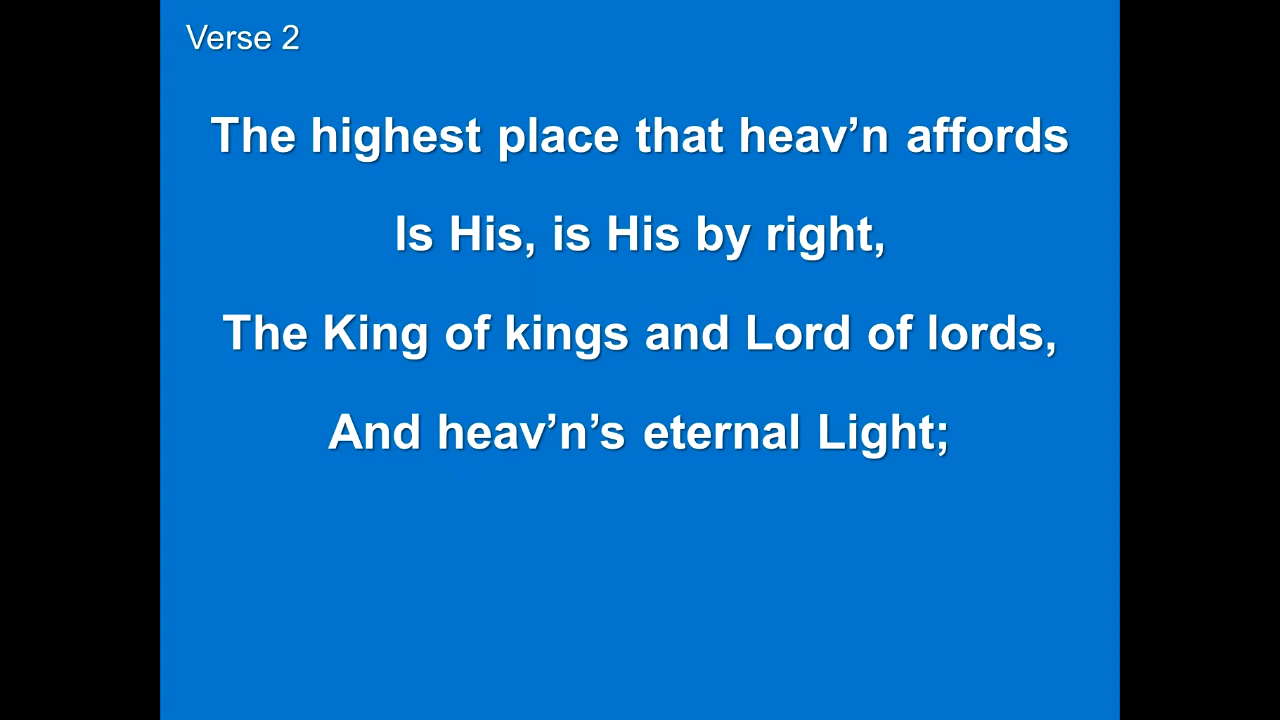 Verse 2
The highest place that heav’n affords
Is His, is His by right,
The King of kings and Lord of lords,
And heav’n’s eternal Light;